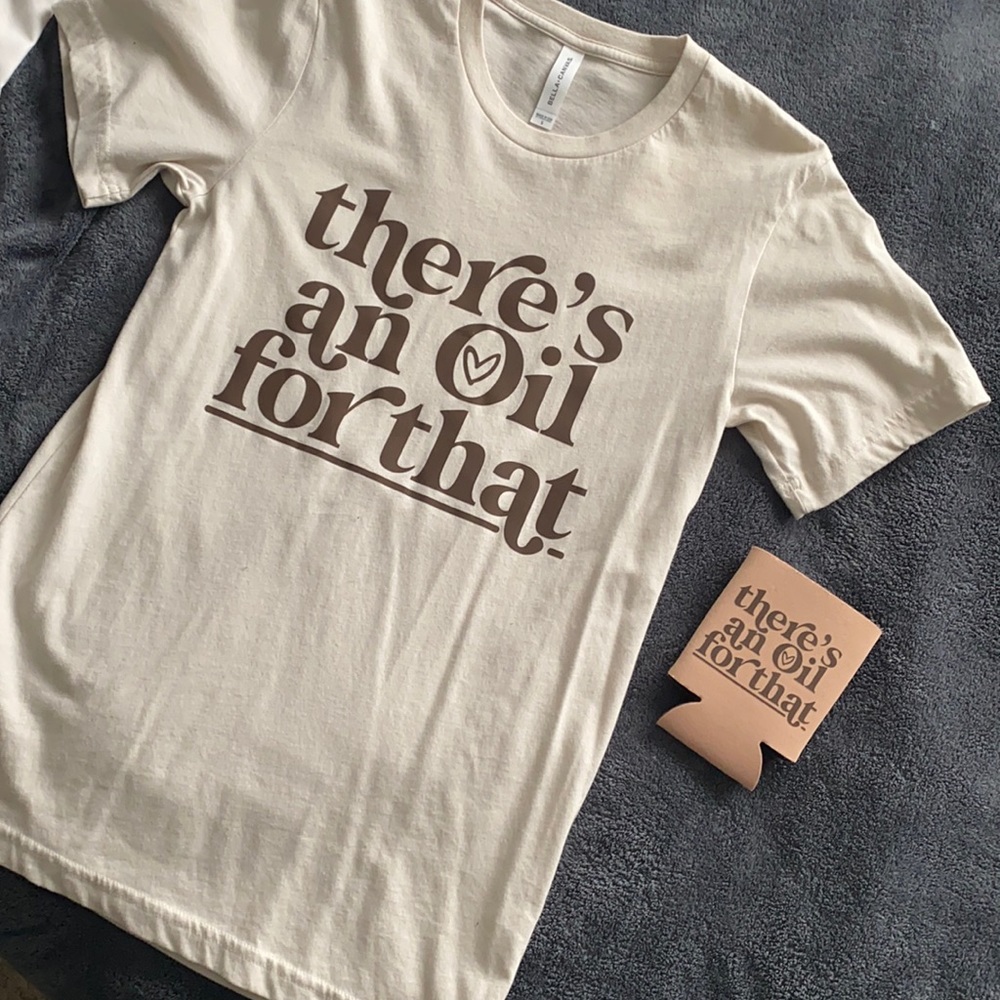 BELLA+CANVAS
there's
an Oil
for that
there's
an Oil
for that